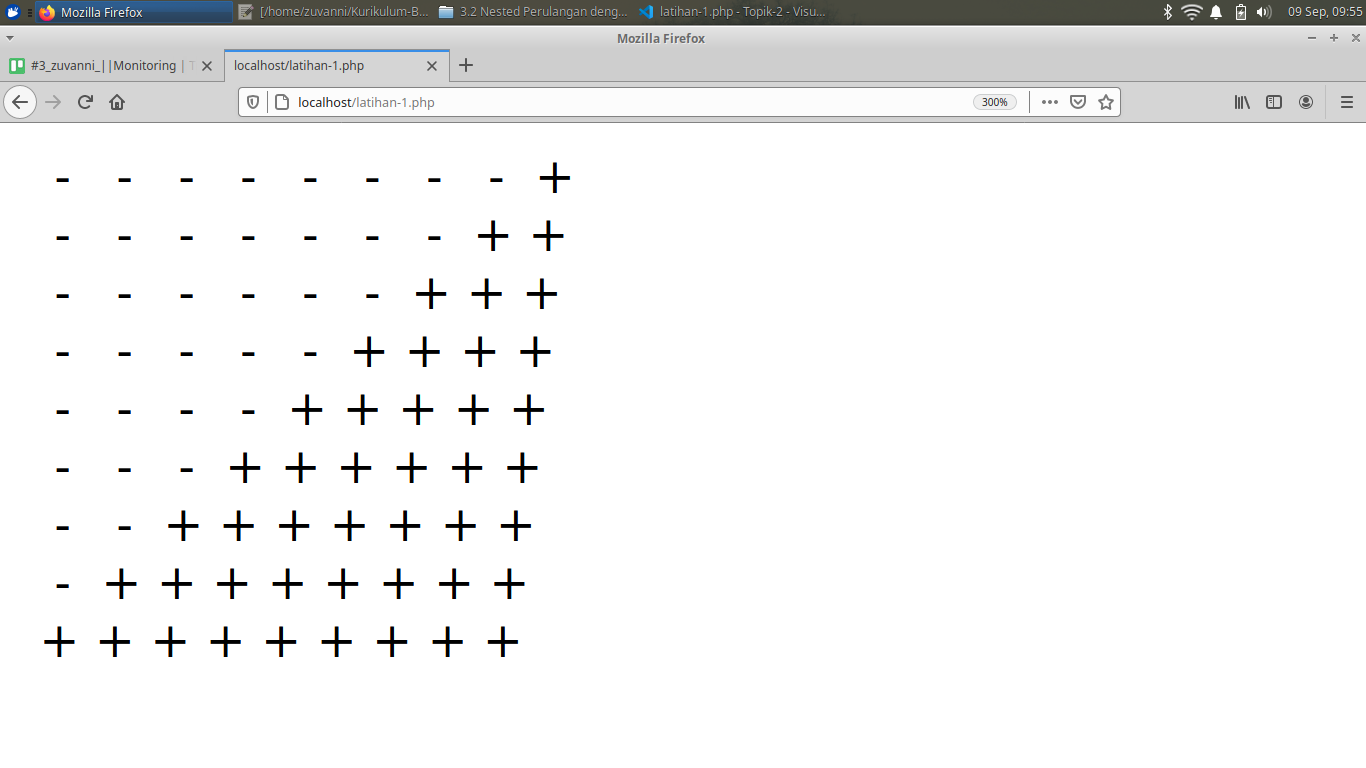 Mozilla Firefox [/home/zuvanni/Kurikulum-B... 3.2 Nested Perulangan deng... latihan-1.php - Topik-2 - Visu... 09 Sep, 09:55
Mozilla Firefox
#3_zuvanni_||Monitoring | T localhost/latihan-1.php
localhost/latihan-1.php 300%
- - - - - - - - +
- - - - - - - + +
- - - - - - + + +
- - - - - + + + +
- - - - + + + + +
- - - + + + + + +
- - + + + + + + +
- + + + + + + + +
+ + + + + + + + +